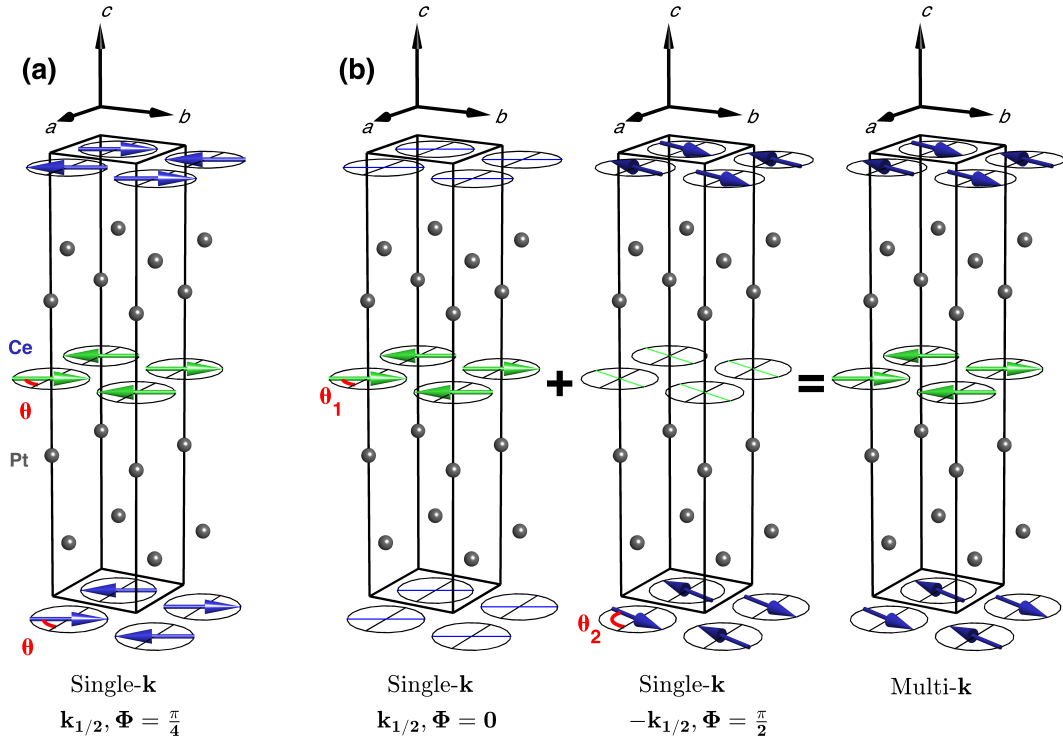 c c c c
(a) (b)
a b a b a b a b
Ce
θ θ₁
Pt
θ θ₂
+ =
Single-k Single-k Single-k Multi-k
k₁/₂, Φ = π/4 k₁/₂, Φ = 0 −k₁/₂, Φ = π/2